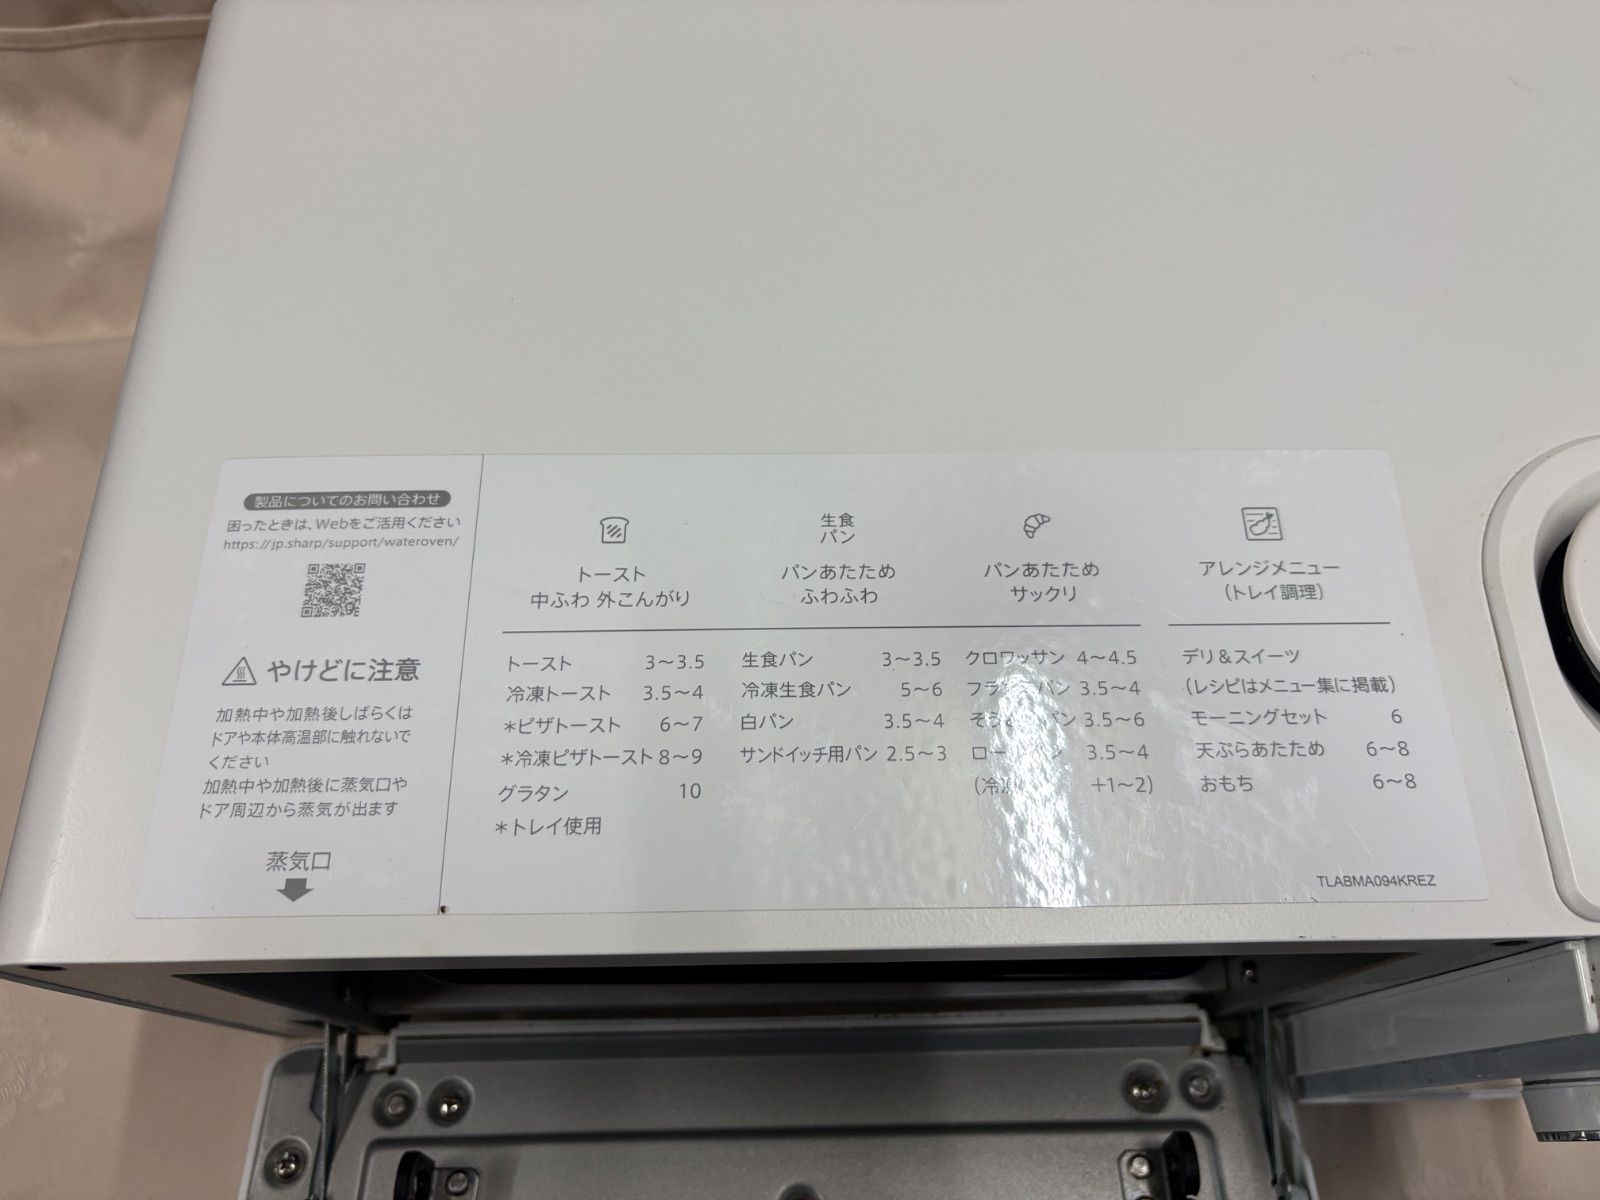 製品についてのお問い合わせ
困ったときは、Webをご活用ください
https://jp.sharp/support/wateroven/
やけどに注意
加熱中や加熱後しばらくは
ドアや本体高温部に触れないで
ください
加熱中や加熱後に蒸気口や
ドア周辺から蒸気が出ます
蒸気口
トースト
中ふわ 外こんがり
トースト 3～3.5
冷凍トースト 3.5～4
＊ピザトースト 6～7
＊冷凍ピザトースト 8～9
グラタン 10
＊トレイ使用
生食
パン
パンあたため
ふわふわ
生食パン 3～3.5
冷凍生食パン 5～6
白パン 3.5～4
サンドイッチ用パン 2.5～3
パンあたため
サックリ
クロワッサン 4～4.5
3.5～4
3.5～6
3.5～4
+1～2)
アレンジメニュー
(トレイ調理)
デリ＆スイーツ
(レシピはメニュー集に掲載)
モーニングセット 6
天ぷらあたため 6～8
おもち 6～8
TLABMA094KREZ